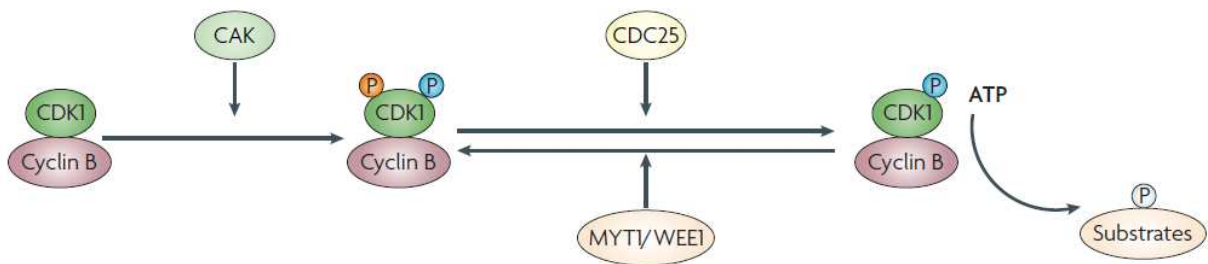 CAK
CDC25
P
P
P
CDK1
CDK1
CDK1
ATP
Cyclin B
Cyclin B
Cyclin B
P
MYT1/WEE1
Substrates